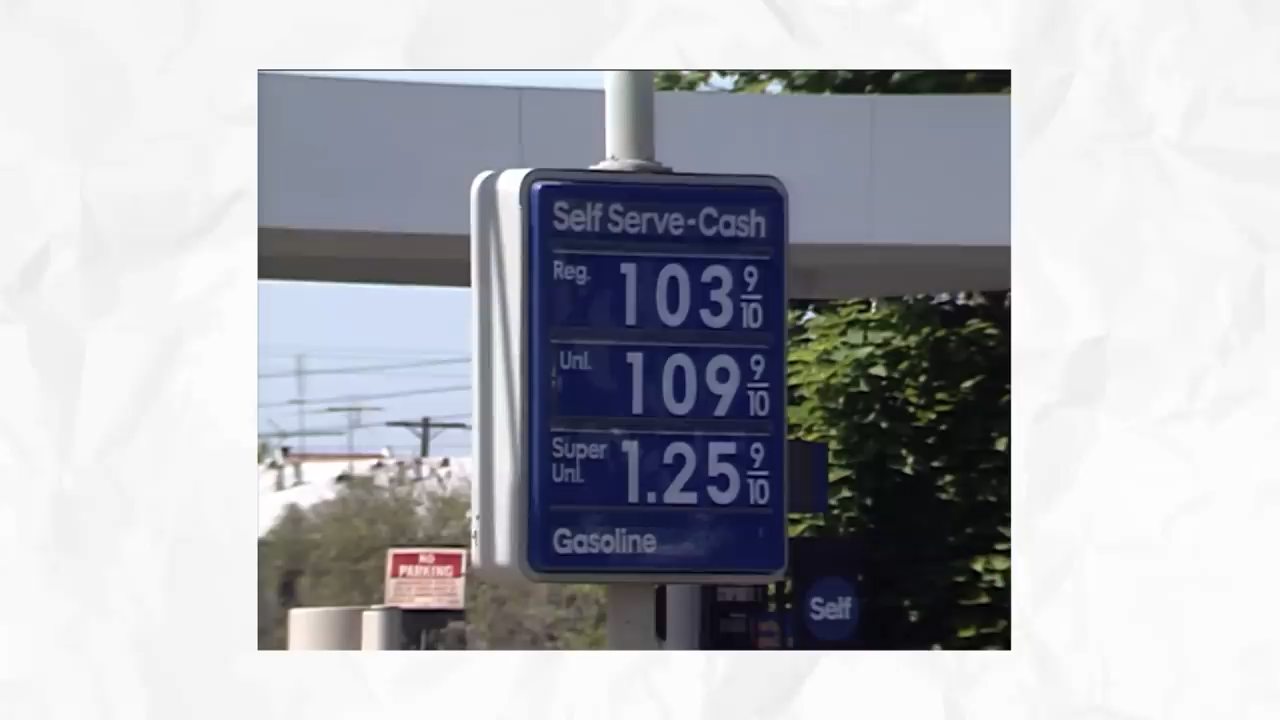 Self Serve-Cash
Reg. 103 9/10
Unl. 109 9/10
Super Unl. 1.25 9/10
Gasoline
NO
PARKING
Self